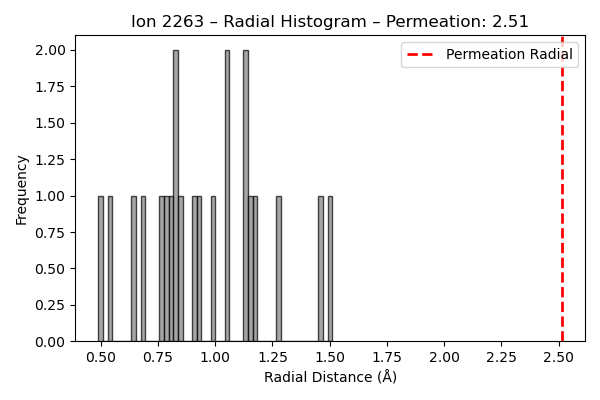 Ion 2263 – Radial Histogram – Permeation: 2.51
Permeation Radial
Frequency
2.00
1.75
1.50
1.25
1.00
0.75
0.50
0.25
0.00
0.50 0.75 1.00 1.25 1.50 1.75 2.00 2.25 2.50
Radial Distance (Å)